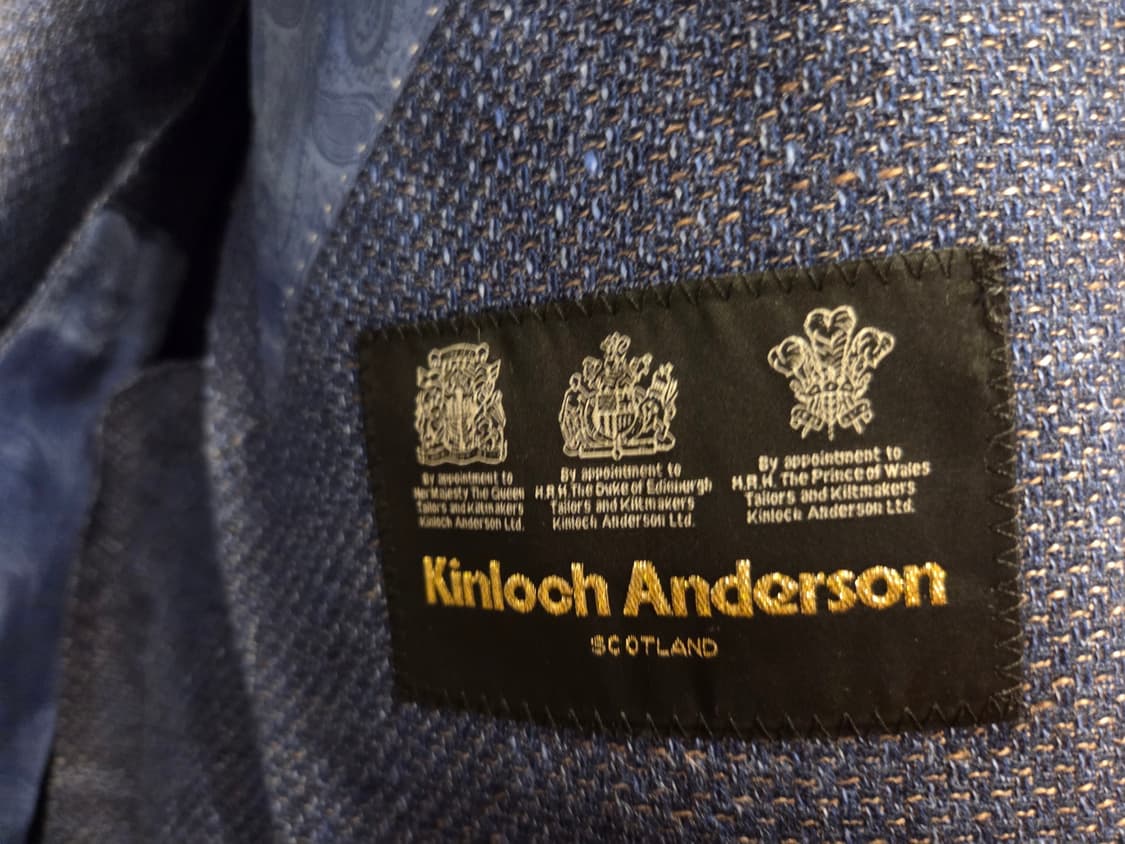 By appointment to
Her Majesty The Queen
Tailors and Kiltmakers
Kinloch Anderson Ltd.
By appointment to
H.R.H. The Duke of Edinburgh
Tailors and Kiltmakers
Kinloch Anderson Ltd.
By appointment to
H.R.H. The Prince of Wales
Tailors and Kiltmakers
Kinloch Anderson Ltd.
Kinloch Anderson
SCOTLAND